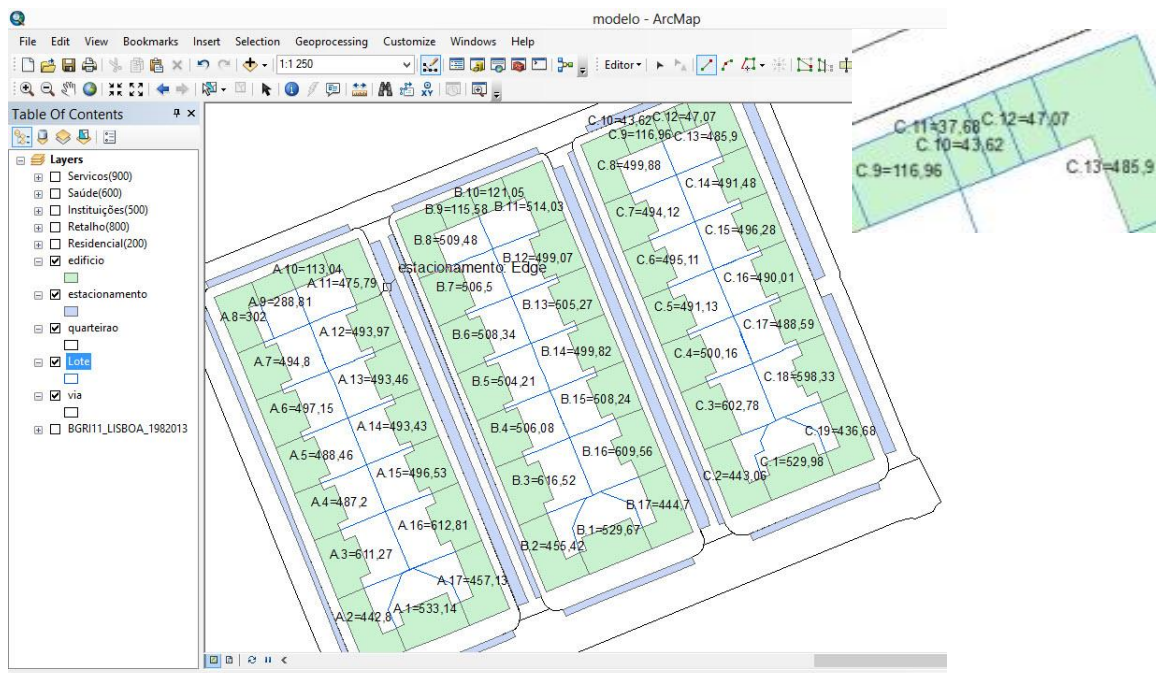 modelo - ArcMap
File Edit View Bookmarks Insert Selection Geoprocessing Customize Windows Help
1:1 250
Editor
Table Of Contents
Layers
Servicos(900)
Saúde(600)
Instituições(500)
Retalho(800)
Residencial(200)
edificio
estacionamento
quarteirao
Lote
via
BGRI11_LISBOA_1982013
A.10=113,04
A.11=475,79
A.9=288,81
A.8=302
A.12=493,97
A.7=494,8
A.13=493,46
A.6=497,15
A.14=493,43
A.5=488,46
A.15=496,53
A.4=487,2
A.16=612,81
A.3=611,27
A.17=457,13
A.2=442,8
A.1=533,14
estacionamento: Edge
B.10=121,05
B.9=115,58
B.11=514,03
B.8=509,48
B.12=499,07
B.7=506,5
B.13=505,27
B.6=508,34
B.14=499,82
B.5=504,21
B.15=508,24
B.4=506,08
B.16=609,56
B.3=616,52
B.17=444,7
B.1=529,67
B.2=455,42
C.10=43,62
C.12=47,07
C.9=116,96
C.13=485,9
C.8=499,88
C.14=491,48
C.7=494,12
C.15=496,28
C.6=495,11
C.16=490,01
C.5=491,13
C.17=488,59
C.4=500,16
C.18=598,33
C.3=602,78
C.19=436,68
C.1=529,98
C.2=443,06
C.11=37,68
C.12=47,07
C.10=43,62
C.9=116,96
C.13=485,9